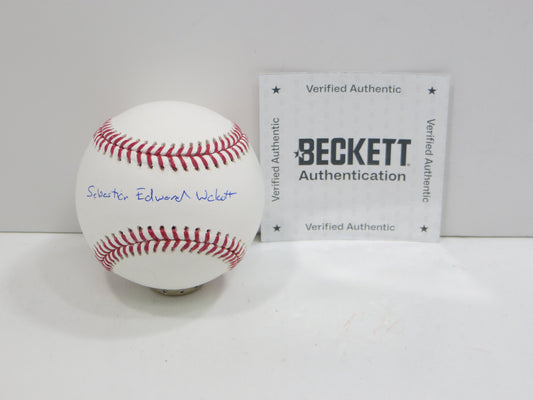 Sebastian Edward Walcott
Verified Authentic
Verified Authentic
BECKETT
Authentication
Verified Authentic
Verified Authentic